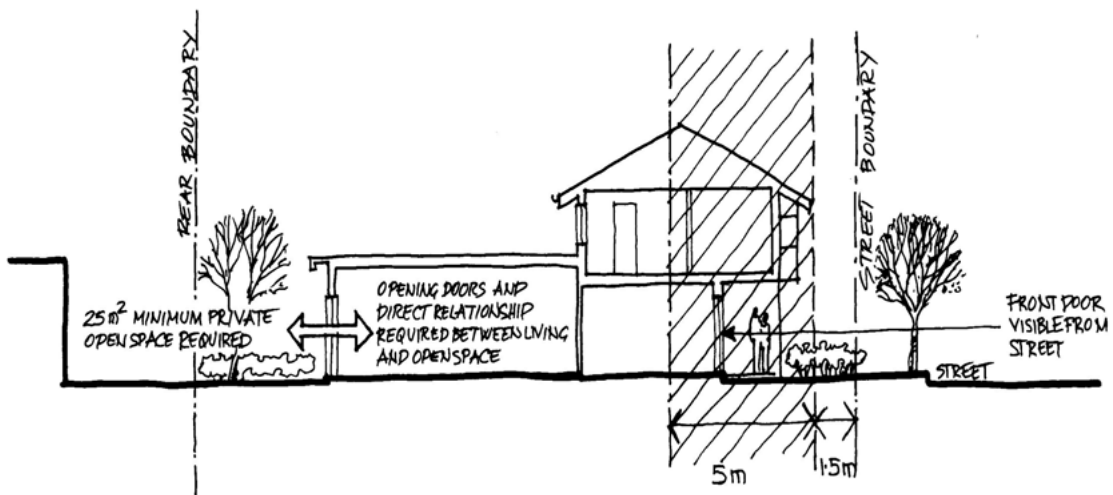 REAR BOUNDARY
25m² MINIMUM PRIVATE
OPEN SPACE REQUIRED
OPENING DOORS AND
DIRECT RELATIONSHIP
REQUIRED BETWEEN LIVING
AND OPEN SPACE
STREET BOUNDARY
FRONT DOOR
VISIBLE FROM
STREET
STREET
5m
1.5m